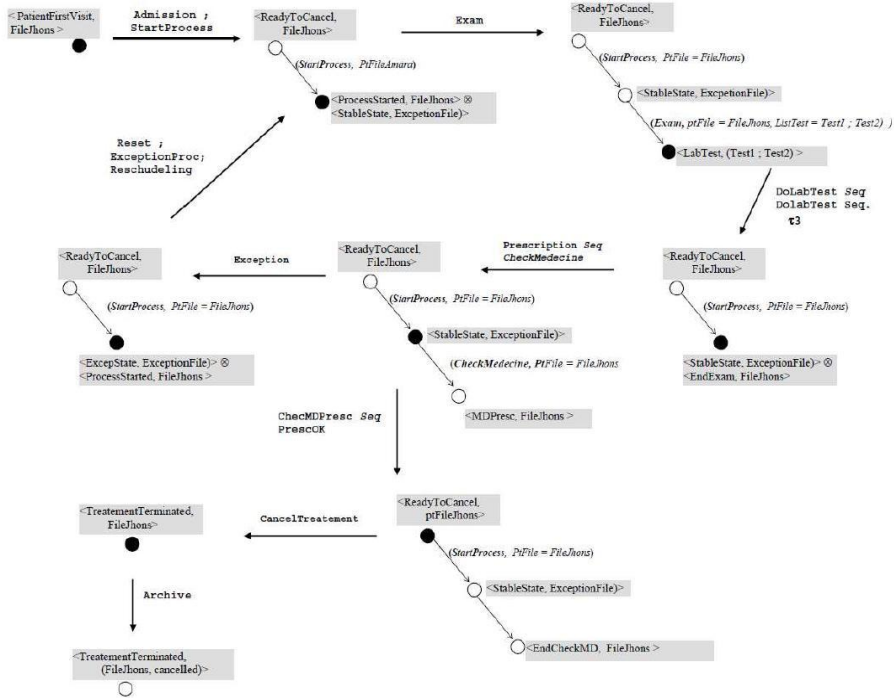 < PatientFirstVisit,
FileJhons >
Admission ;
StartProcess
<ReadyToCancel,
FileJhons>
(StartProcess, PtFileAmara)
<ProcessStarted, FileJhons> ⊗
<StableState, ExcpetionFile)>
Exam
<ReadyToCancel,
FileJhons>
(StartProcess, PtFile = FileJhons)
<StableState, ExcpetionFile)>
(Exam, ptFile = FileJhons, ListTest = Test1 ; Test2) )
<LabTest, (Test1 ; Test2) >
DoLabTest Seq
DolabTest Seq.
τ3
Reset ;
ExceptionProc;
Reschudeling
<ReadyToCancel,
FileJhons>
(StartProcess, PtFile = FileJhons)
<ExcepState, ExceptionFile)> ⊗
<ProcessStarted, FileJhons >
Exception
<ReadyToCancel,
FileJhons>
(StartProcess, PtFile = FileJhons)
<StableState, ExceptionFile)>
(CheckMedecine, PtFile = FileJhons
<MDPresc, FileJhons >
Prescription Seq
CheckMedecine
<ReadyToCancel,
FileJhons>
(StartProcess, PtFile = FileJhons)
<StableState, ExceptionFile)> ⊗
<EndExam, FileJhons>
ChecMDPresc Seq
PrescOK
<TreatementTerminated,
FileJhons>
CancelTreatement
<ReadyToCancel,
ptFileJhons>
(StartProcess, PtFile = FileJhons)
<StableState, ExceptionFile)>
<EndCheckMD, FileJhons >
Archive
<TreatementTerminated,
(FileJhons, cancelled)>